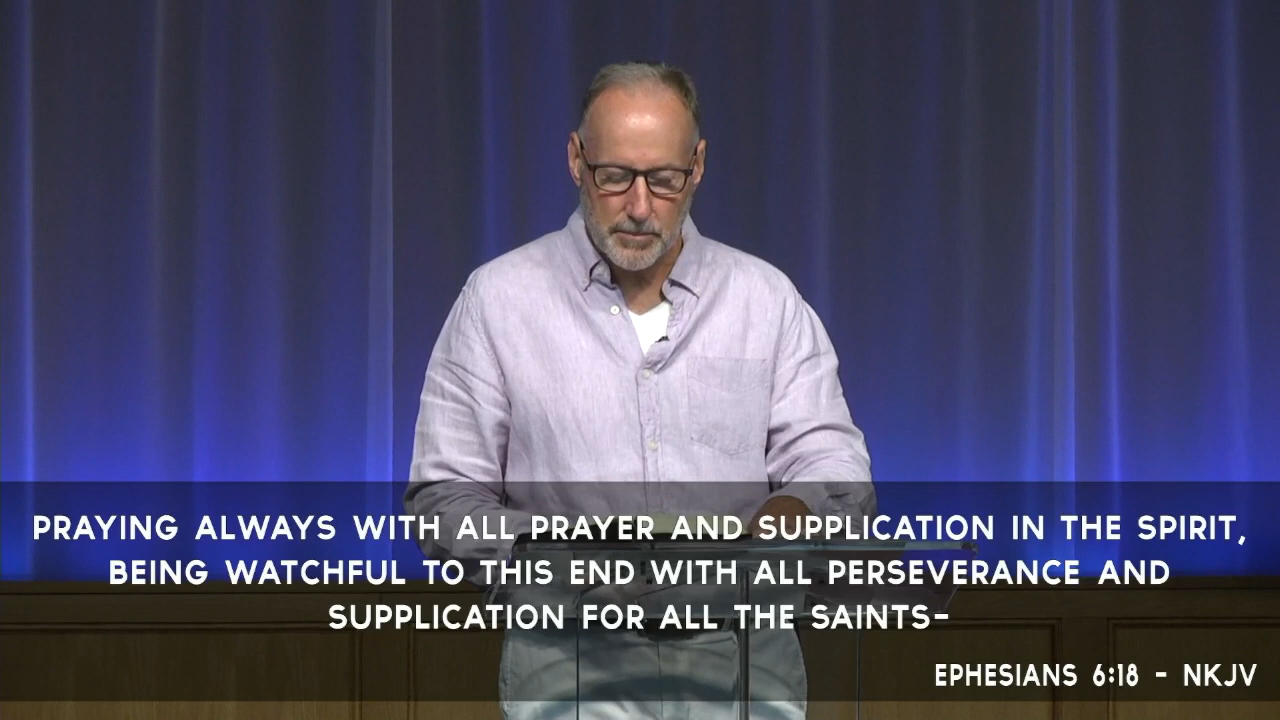 PRAYING ALWAYS WITH ALL PRAYER AND SUPPLICATION IN THE SPIRIT,
BEING WATCHFUL TO THIS END WITH ALL PERSEVERANCE AND
SUPPLICATION FOR ALL THE SAINTS-
EPHESIANS 6:18 - NKJV